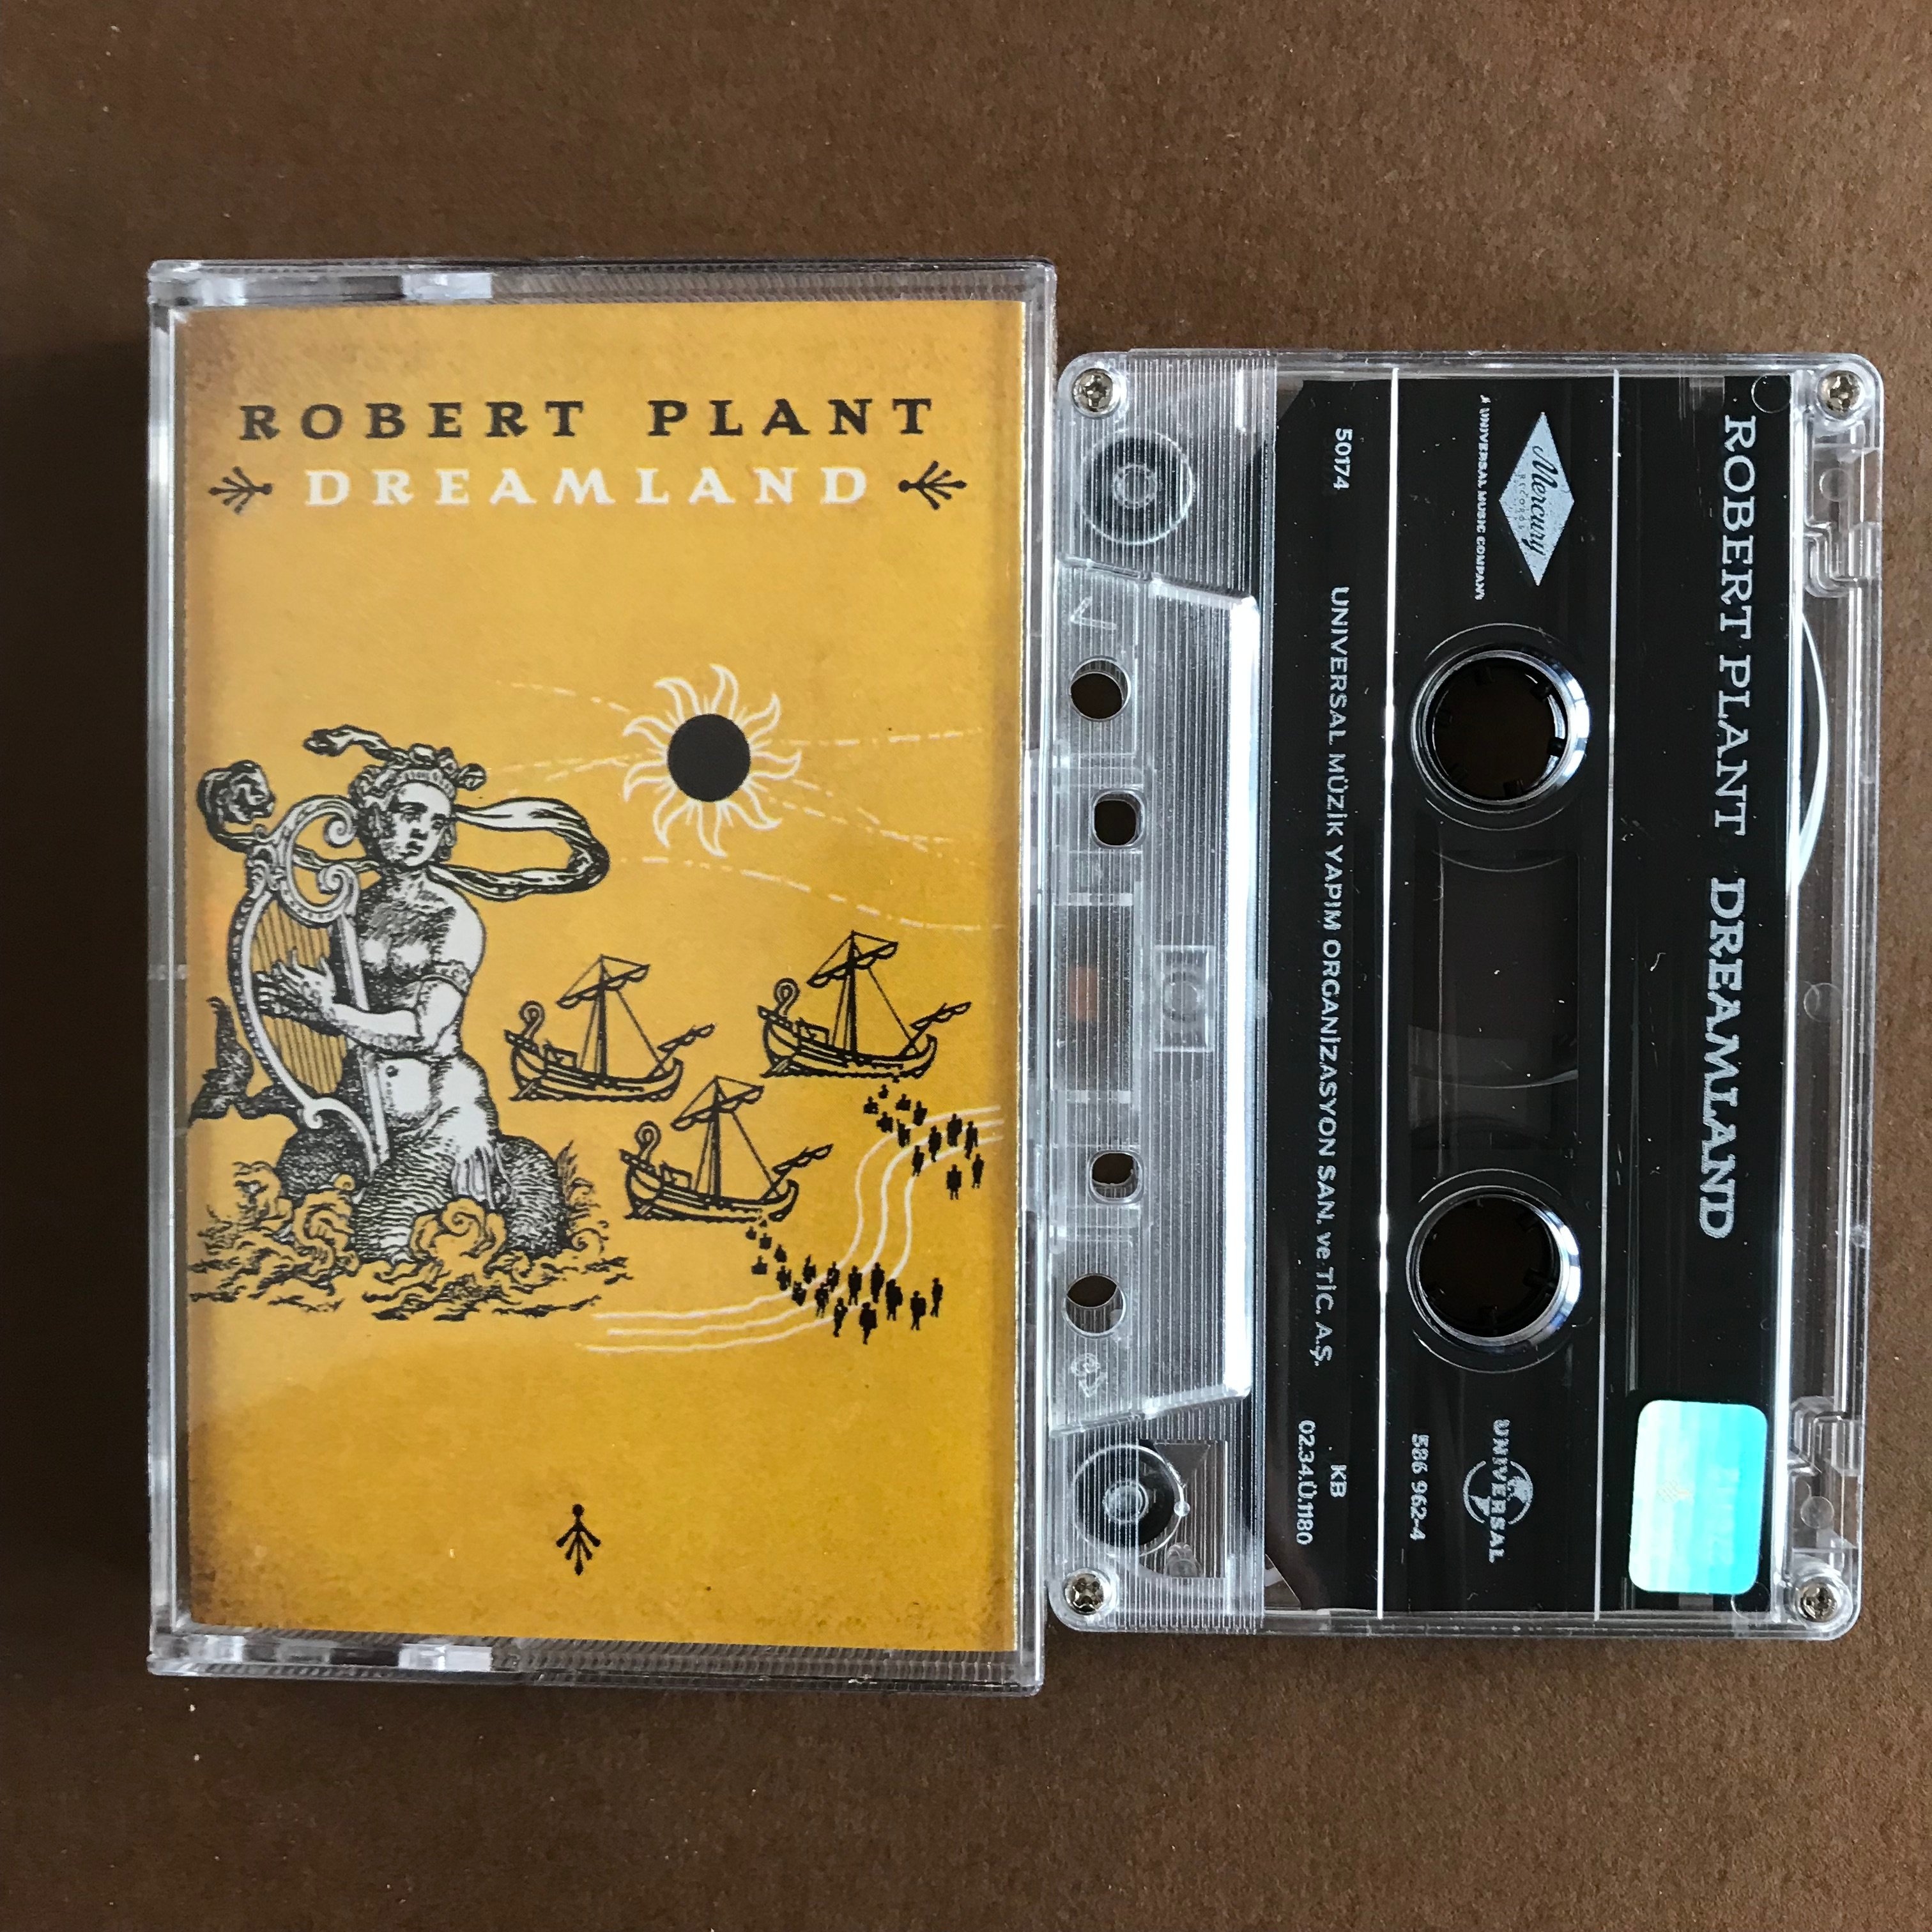 ROBERT PLANT
DREAMLAND
ROBERT PLANT DREAMLAND
Mercury
RECORDS
A UNIVERSAL MUSIC COMPANY
UNIVERSAL
586 962-4
50174
UNIVERSAL MÜZİK YAPIM ORGANİZASYON SAN. ve TİC. A.Ş.
KB
02.34.Ü.1180